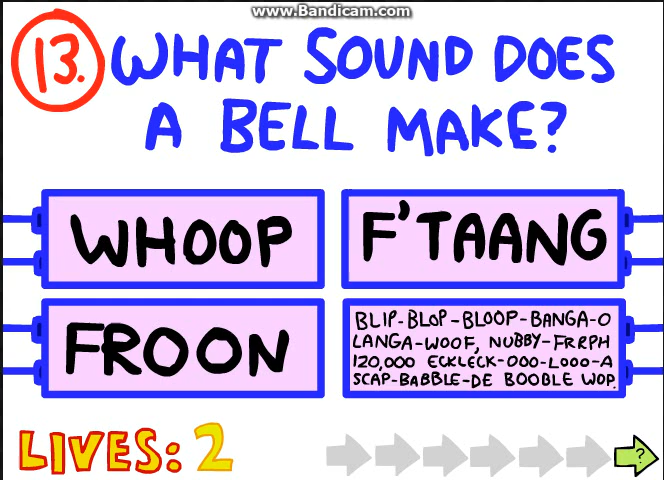 www.Bandicam.com
13. WHAT SOUND DOES
A BELL MAKE?
WHOOP
F'TAANG
FROON
BLIP-BLOP-BLOOP-BANGA-O
LANGA-WOOF, NUBBY-FRRPH
120,000 ECKLECK-OOO-LOOO-A
SCAP-BABBLE-DE BOOBLE WOP.
LIVES: 2
?